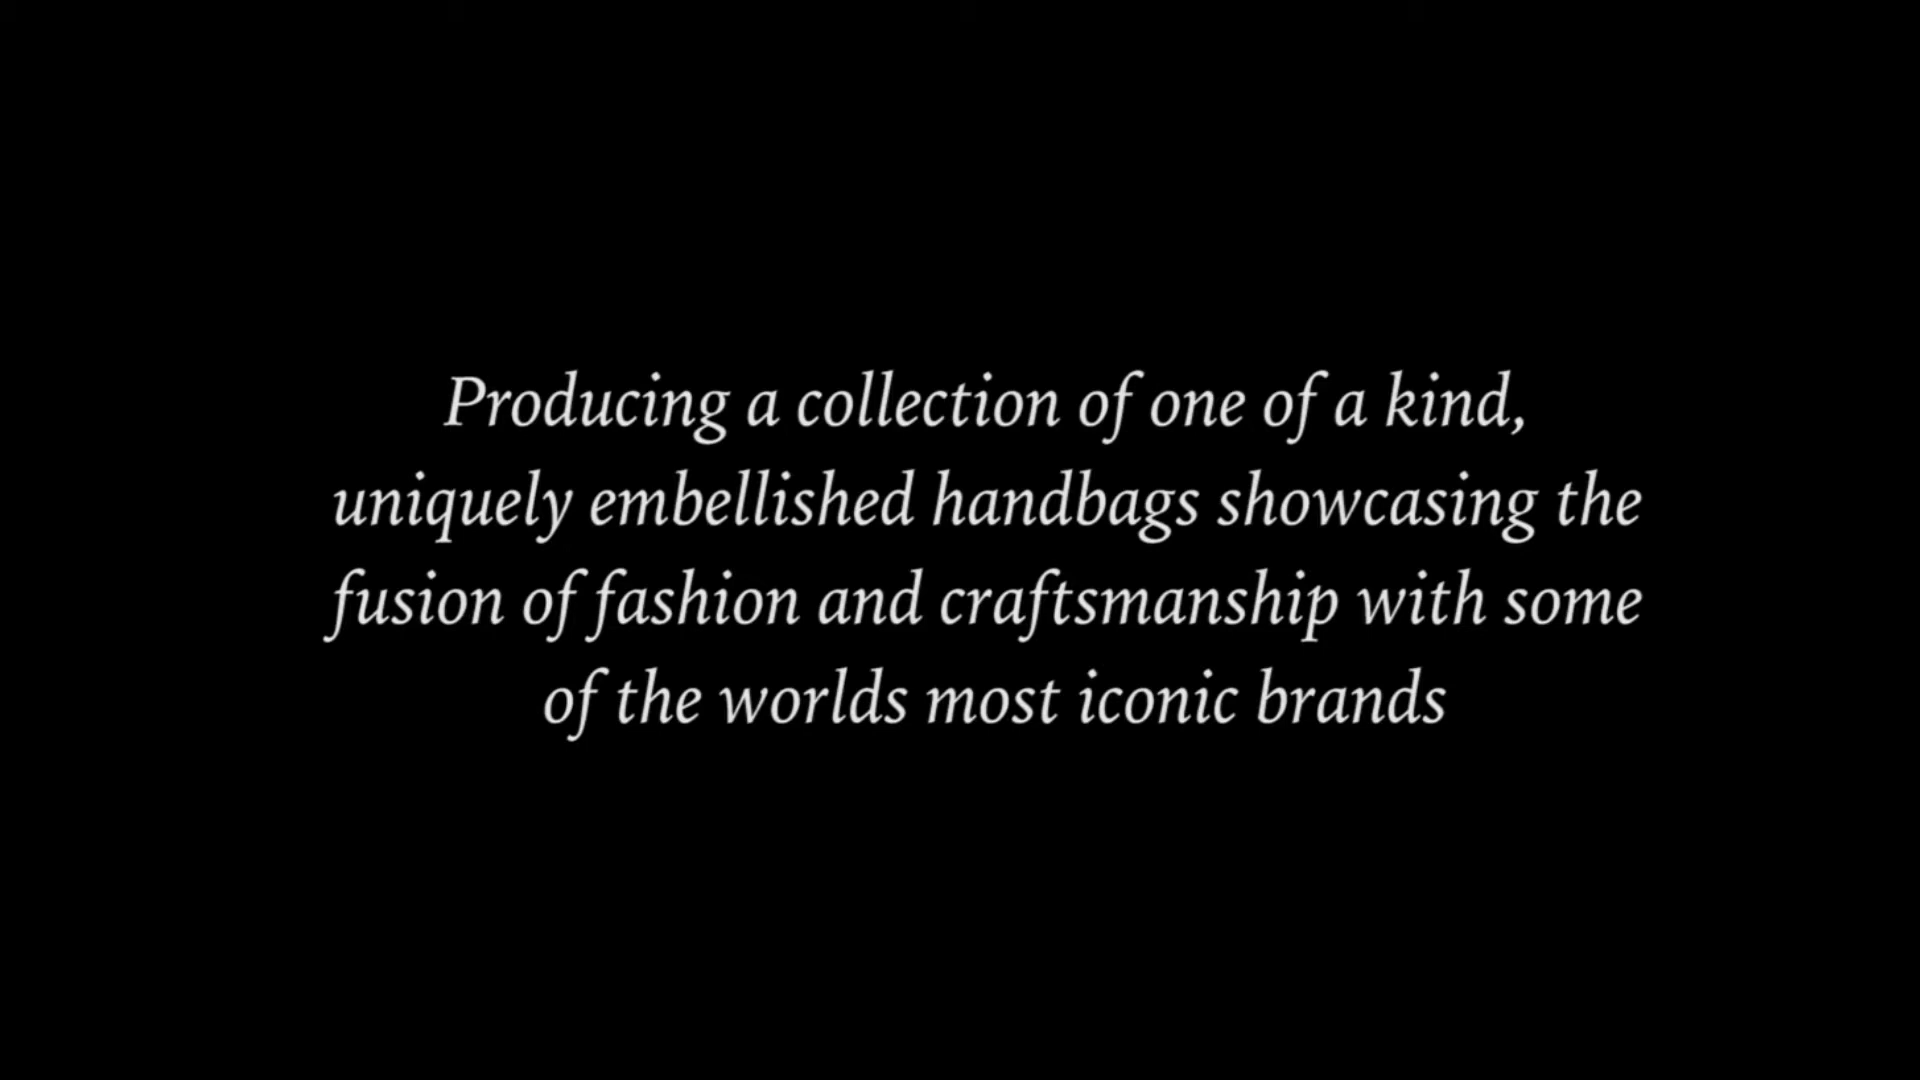 Producing a collection of one of a kind,
uniquely embellished handbags showcasing the
fusion of fashion and craftsmanship with some
of the worlds most iconic brands